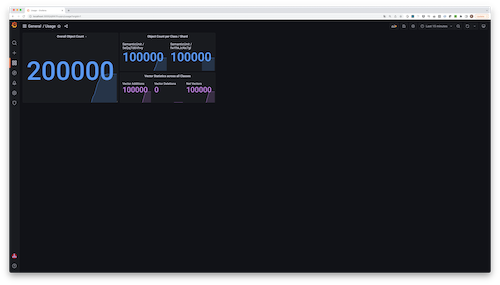 General / Usage
Last 15 minutes
Overall Object Count
200000
Object Count per Class / Shard
100000
100000
Vector Statistics across all Classes
Vector Additions
100000
Vector Deletions
0
Net Vectors
100000